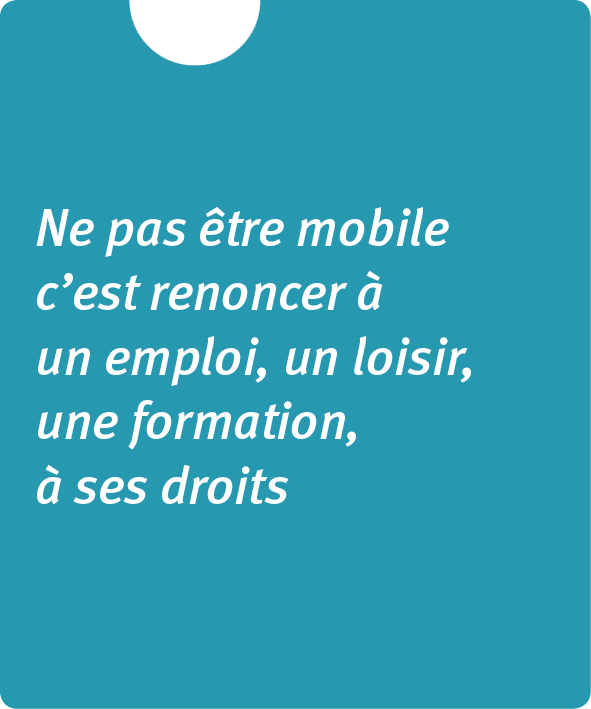 Ne pas être mobile
c’est renoncer à
un emploi, un loisir,
une formation,
à ses droits